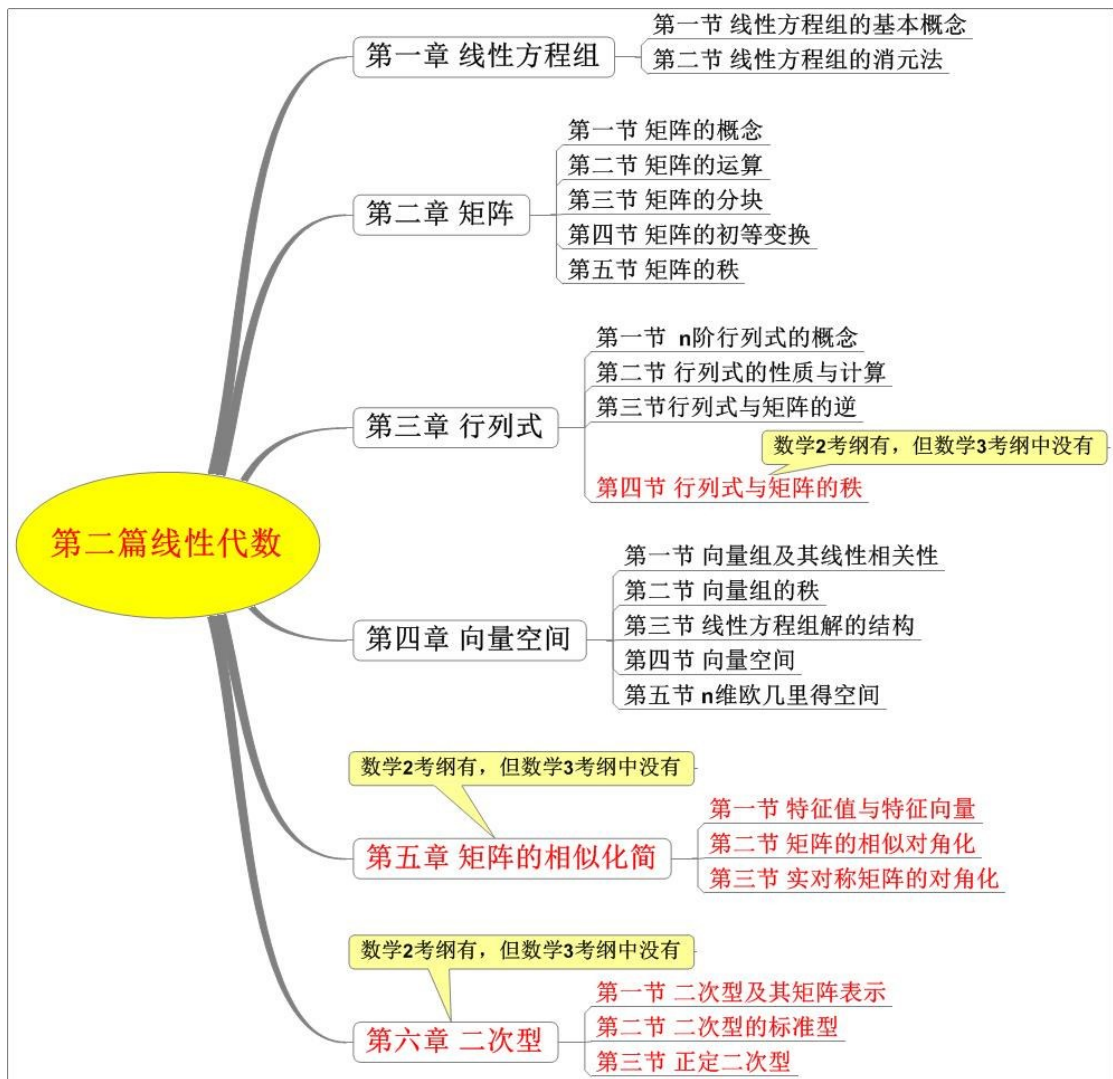 第二篇线性代数
第一章 线性方程组
第一节 线性方程组的基本概念
第二节 线性方程组的消元法
第二章 矩阵
第一节 矩阵的概念
第二节 矩阵的运算
第三节 矩阵的分块
第四节 矩阵的初等变换
第五节 矩阵的秩
第三章 行列式
第一节 n阶行列式的概念
第二节 行列式的性质与计算
第三节行列式与矩阵的逆
数学2考纲有，但数学3考纲中没有
第四节 行列式与矩阵的秩
第四章 向量空间
第一节 向量组及其线性相关性
第二节 向量组的秩
第三节 线性方程组解的结构
第四节 向量空间
第五节 n维欧几里得空间
数学2考纲有，但数学3考纲中没有
第五章 矩阵的相似化简
第一节 特征值与特征向量
第二节 矩阵的相似对角化
第三节 实对称矩阵的对角化
数学2考纲有，但数学3考纲中没有
第六章 二次型
第一节 二次型及其矩阵表示
第二节 二次型的标准型
第三节 正定二次型